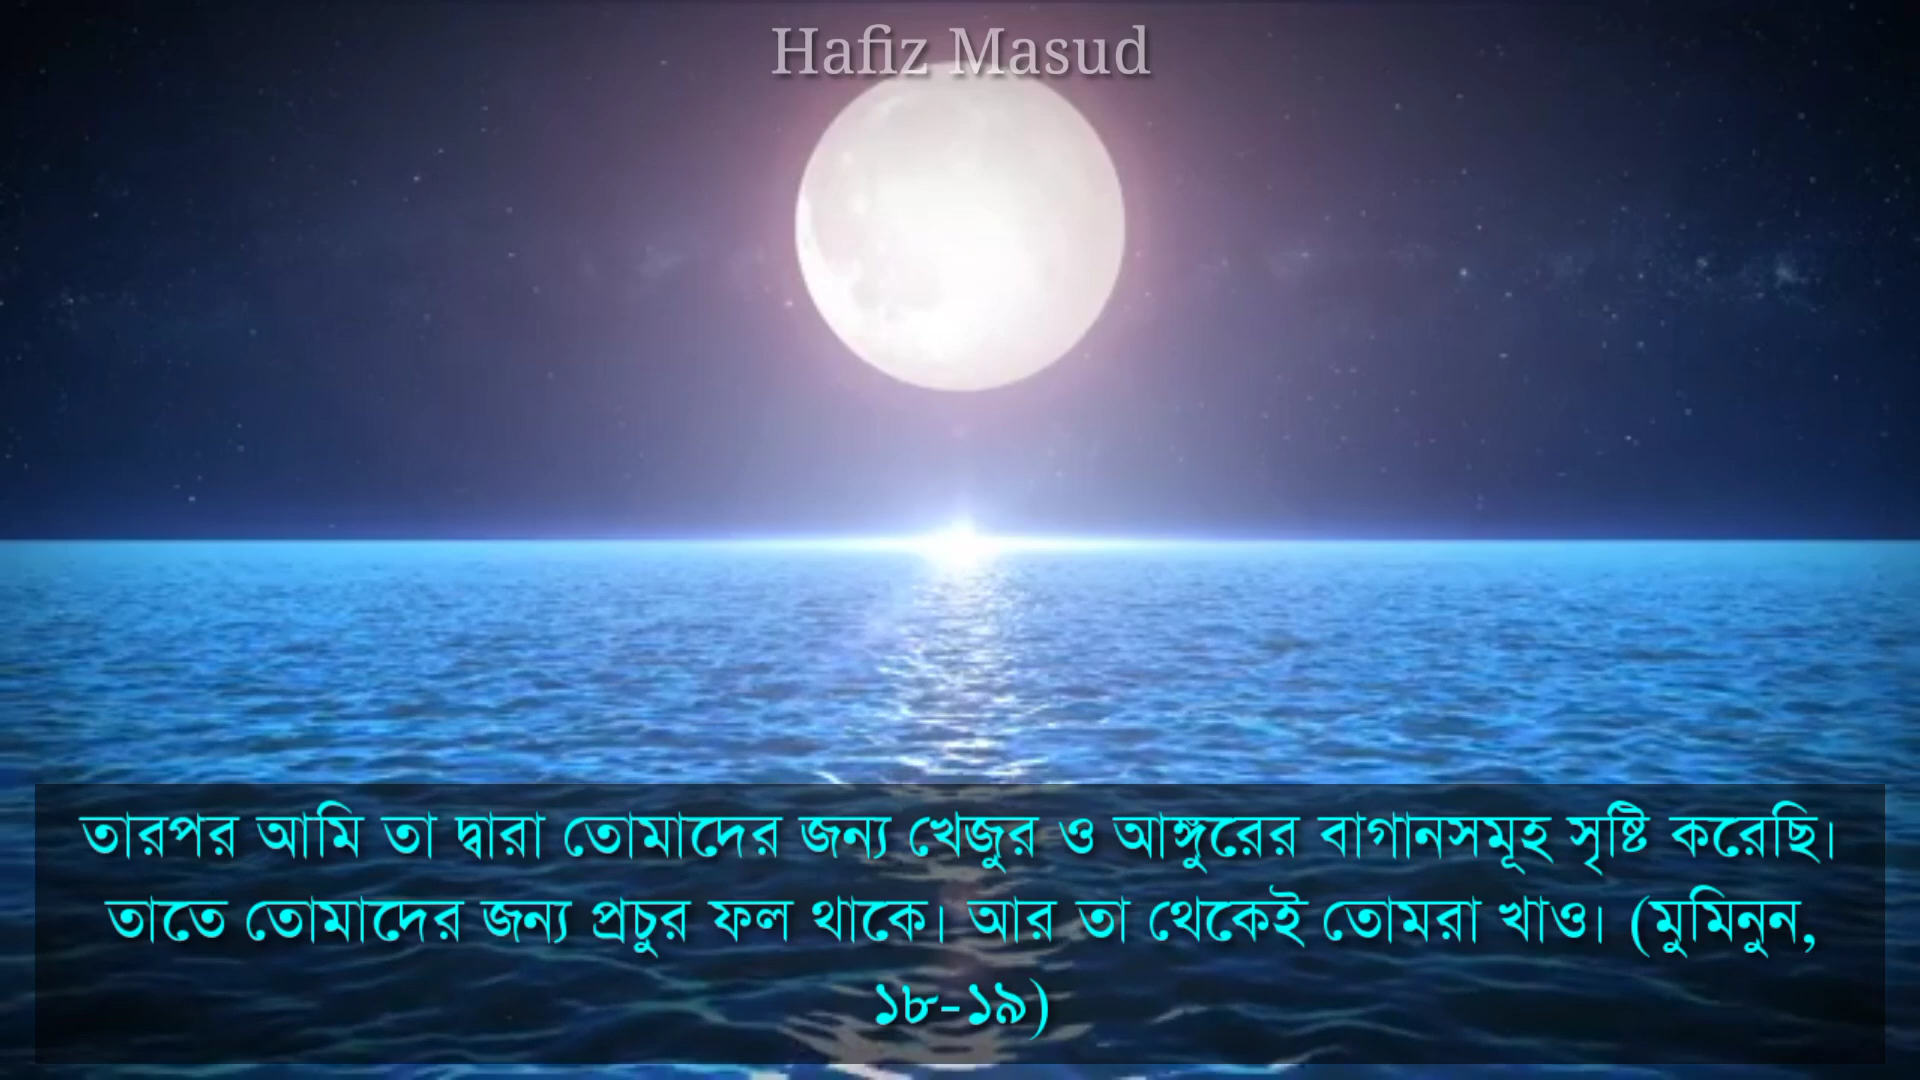 Hafiz Masud
তারপর আমি তা দ্বারা তোমাদের জন্য খেজুর ও আঙ্গুরের বাগানসমূহ সৃষ্টি করেছি।
তাতে তোমাদের জন্য প্রচুর ফল থাকে। আর তা থেকেই তোমরা খাও। (মুমিনুন,
১৮-১৯)